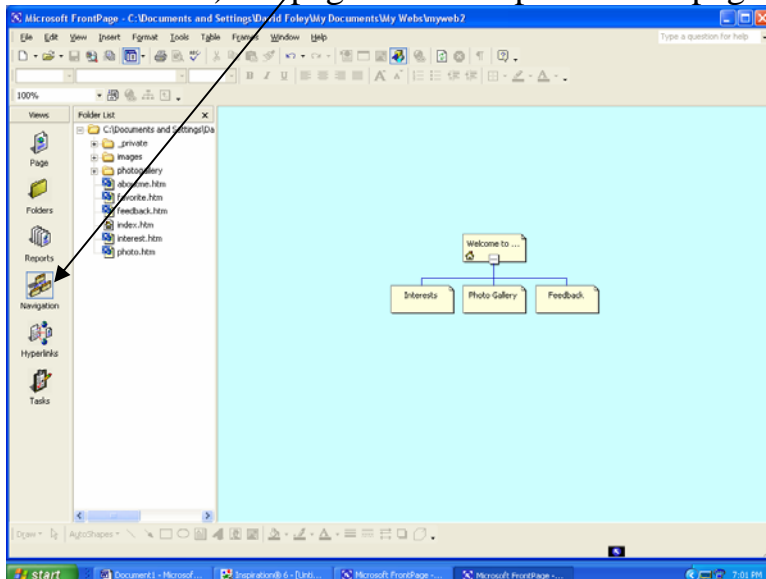 Microsoft FrontPage - C:\Documents and Settings\David Foley\My Documents\My Webs\myweb2
File Edit View Insert Format Tools Table Frames Window Help
Type a question for help
100%
Views
Folder List
C:\Documents and Settings\Da
_private
images
photogallery
aboutme.htm
favorite.htm
feedback.htm
index.htm
interest.htm
photo.htm
Page
Folders
Reports
Navigation
Hyperlinks
Tasks
Welcome to ...
Interests
Photo Gallery
Feedback
Draw
AutoShapes
start
Document1 - Microsof...
Inspiration® 6 - [Unti...
Microsoft FrontPage -...
Microsoft FrontPage -...
7:01 PM